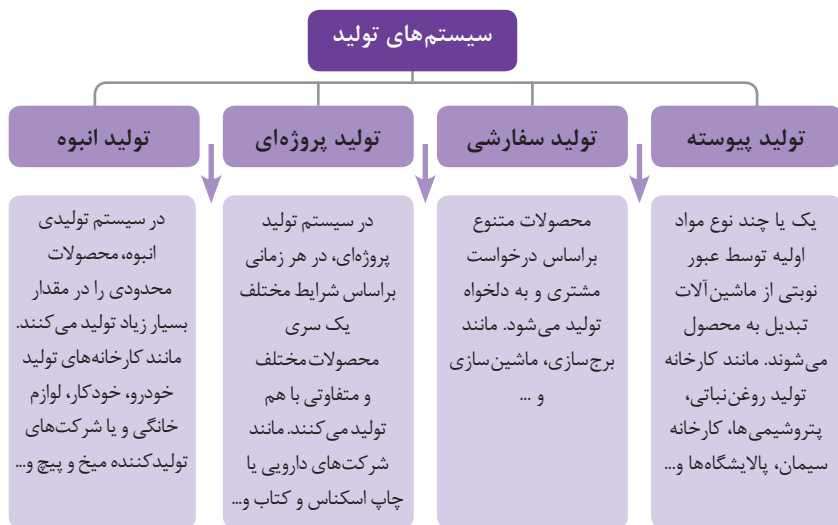 سیستم‌های تولید
تولید پیوسته
یک یا چند نوع مواد
اولیه توسط عبور
نوبتی از ماشین‌آلات
تبدیل به محصول
می‌شوند. مانند کارخانه
تولید روغن‌نباتی،
پتروشیمی‌ها، کارخانه
سیمان، پالایشگاه‌ها و...
تولید سفارشی
محصولات متنوع
براساس درخواست
مشتری و به دلخواه
تولید می‌شود. مانند
برج‌سازی، ماشین‌سازی
و ...
تولید پروژه‌ای
در سیستم تولید
پروژه‌ای، در هر زمانی
براساس شرایط مختلف
یک سری
محصولات مختلف
و متفاوتی با هم
تولید می‌کنند. مانند
شرکت‌های دارویی یا
چاپ اسکناس و کتاب و...
تولید انبوه
در سیستم تولیدی
انبوه، محصولات
محدودی را در مقدار
بسیار زیاد تولید می‌کنند.
مانند کارخانه‌های تولید
خودرو، خودکار، لوازم
خانگی و یا شرکت‌های
تولیدکننده میخ و پیچ و...